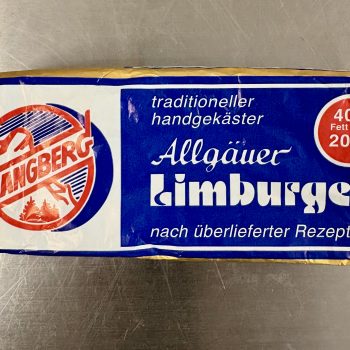 ANGBERG
traditioneller
handgekäster
Allgäuer
Limburge
nach überlieferter Rezept
40
Fett
20